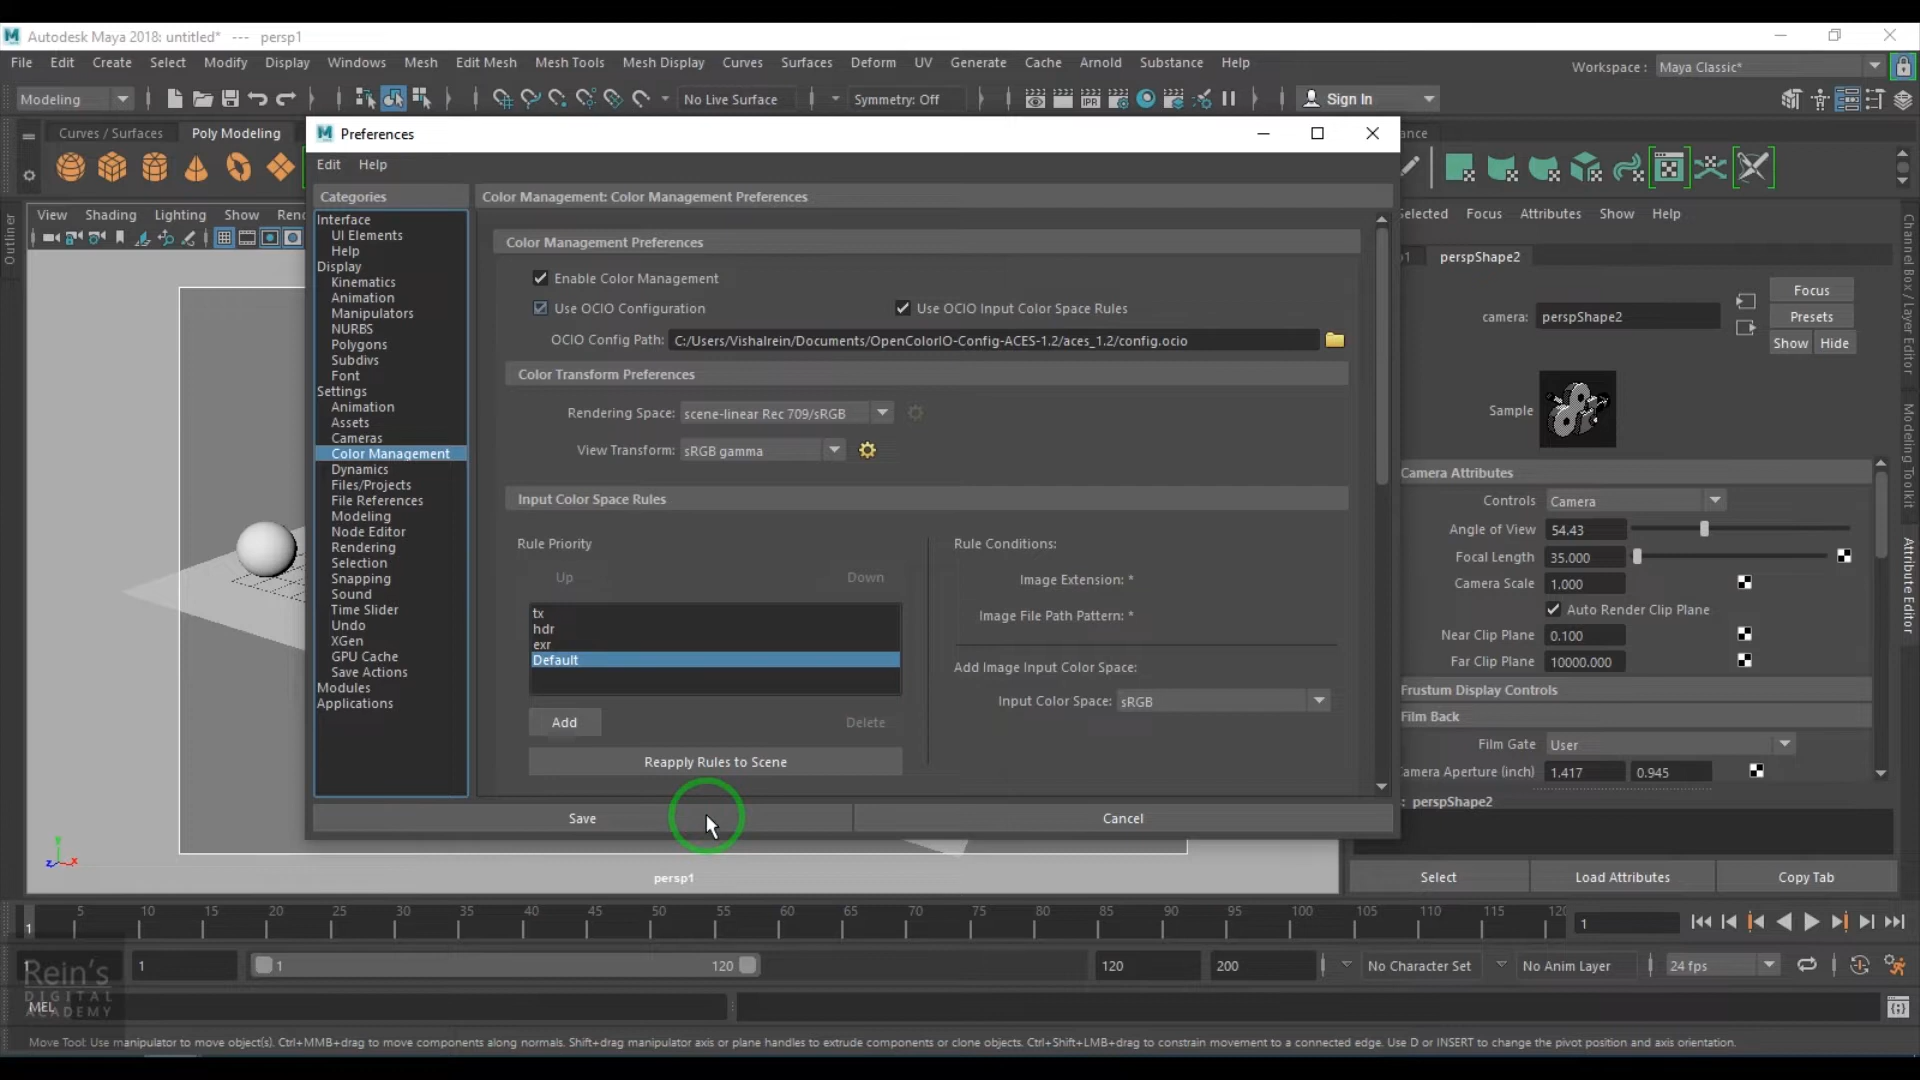 Autodesk Maya 2018: untitled* --- persp1
File Edit Create Select Modify Display Windows Mesh Edit Mesh Mesh Tools Mesh Display Curves Surfaces Deform UV Generate Cache Arnold Substance Help
Workspace : Maya Classic*
Modeling
No Live Surface
Symmetry: Off
IPR
Sign In
Curves / Surfaces
Poly Modeling
Preferences
Edit Help
Categories
Color Management: Color Management Preferences
View Shading Lighting Show
Selected Focus Attributes Show Help
Outliner
Interface
UI Elements
Help
Display
Kinematics
Animation
Manipulators
NURBS
Polygons
Subdivs
Font
Settings
Animation
Assets
Cameras
Color Management
Dynamics
Files/Projects
File References
Modeling
Node Editor
Rendering
Selection
Snapping
Sound
Time Slider
Undo
XGen
GPU Cache
Save Actions
Modules
Applications
Color Management Preferences
Enable Color Management
Use OCIO Configuration
Use OCIO Input Color Space Rules
OCIO Config Path: C:/Users/Vishalrein/Documents/OpenColorIO-Config-ACES-1.2/aces_1.2/config.ocio
Color Transform Preferences
Rendering Space: scene-linear Rec 709/sRGB
View Transform: sRGB gamma
Input Color Space Rules
Rule Priority
Up
Down
tx
hdr
exr
Default
Add
Delete
Reapply Rules to Scene
Rule Conditions:
Image Extension: *
Image File Path Pattern: *
Add Image Input Color Space:
Input Color Space: sRGB
Save
Cancel
perspShape2
camera: perspShape2
Focus
Presets
Show Hide
Sample
Camera Attributes
Controls Camera
Angle of View 54.43
Focal Length 35.000
Camera Scale 1.000
Auto Render Clip Plane
Near Clip Plane 0.100
Far Clip Plane 10000.000
Frustum Display Controls
Film Back
Film Gate User
Camera Aperture (inch) 1.417 0.945
: perspShape2
Select
Load Attributes
Copy Tab
Channel Box / Layer Editor
Modeling Toolkit
Attribute Editor
y
z x
persp1
5 10 15 20 25 30 35 40 45 50 55 60 65 70 75 80 85 90 95 100 105 110 115
1
1
1
1
120
120
200
No Character Set
No Anim Layer
24 fps
Rein's
DIGITAL
ACADEMY
MEL
Move Tool: Use manipulator to move object(s). Ctrl+MMB+drag to move components along normals. Shift+drag manipulator axis or plane handles to extrude components or clone objects. Ctrl+Shift+LMB+drag to constrain movement to a connected edge. Use D or INSERT to change the pivot position and axis orientation.